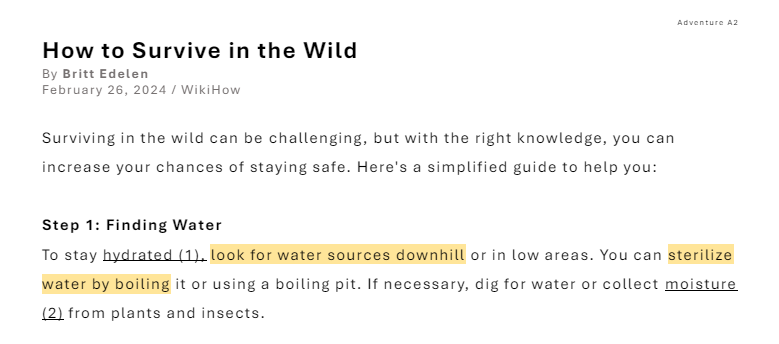 Adventure A2
How to Survive in the Wild
By Britt Edelen
February 26, 2024 / WikiHow
Surviving in the wild can be challenging, but with the right knowledge, you can
increase your chances of staying safe. Here's a simplified guide to help you:
Step 1: Finding Water
To stay hydrated (1), look for water sources downhill or in low areas. You can sterilize
water by boiling it or using a boiling pit. If necessary, dig for water or collect moisture
(2) from plants and insects.